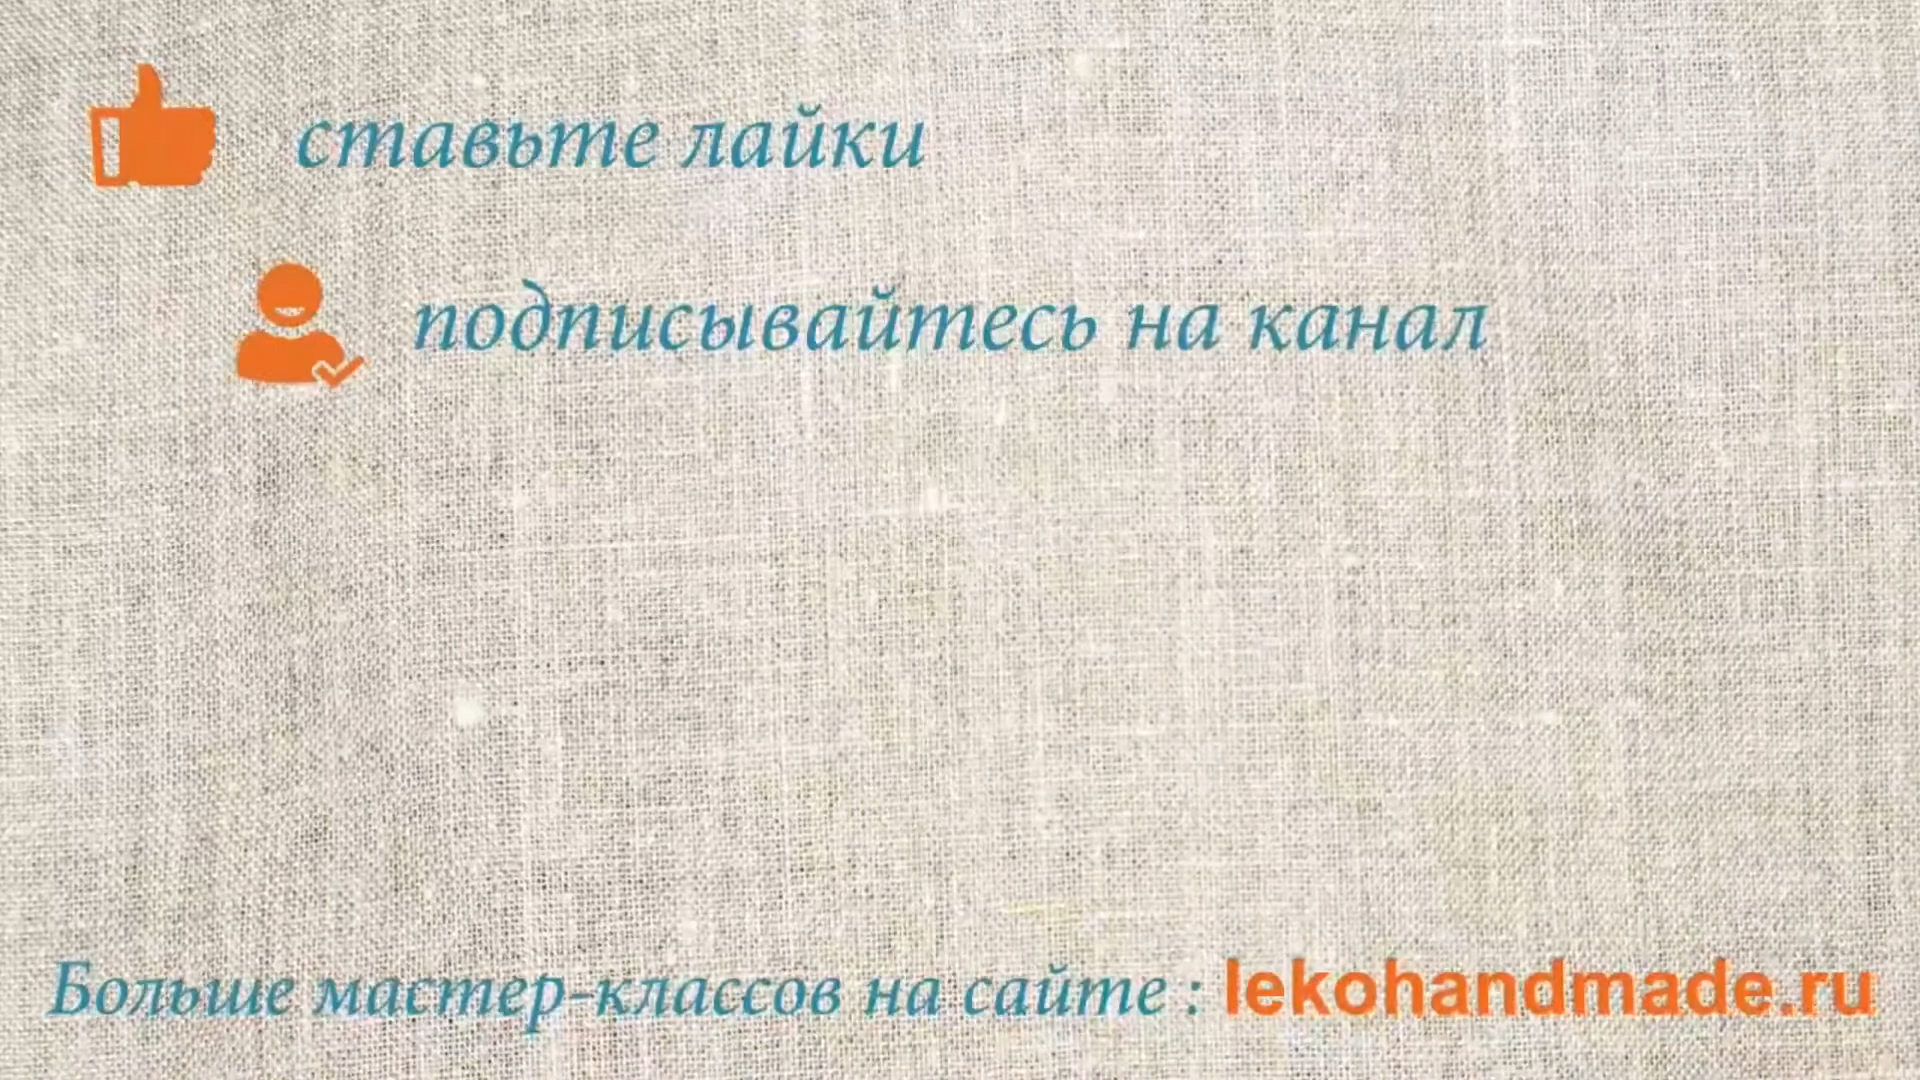 ставьте лайки
подписывайтесь на канал
Больше мастер-классов на сайте : lekohandmade.ru